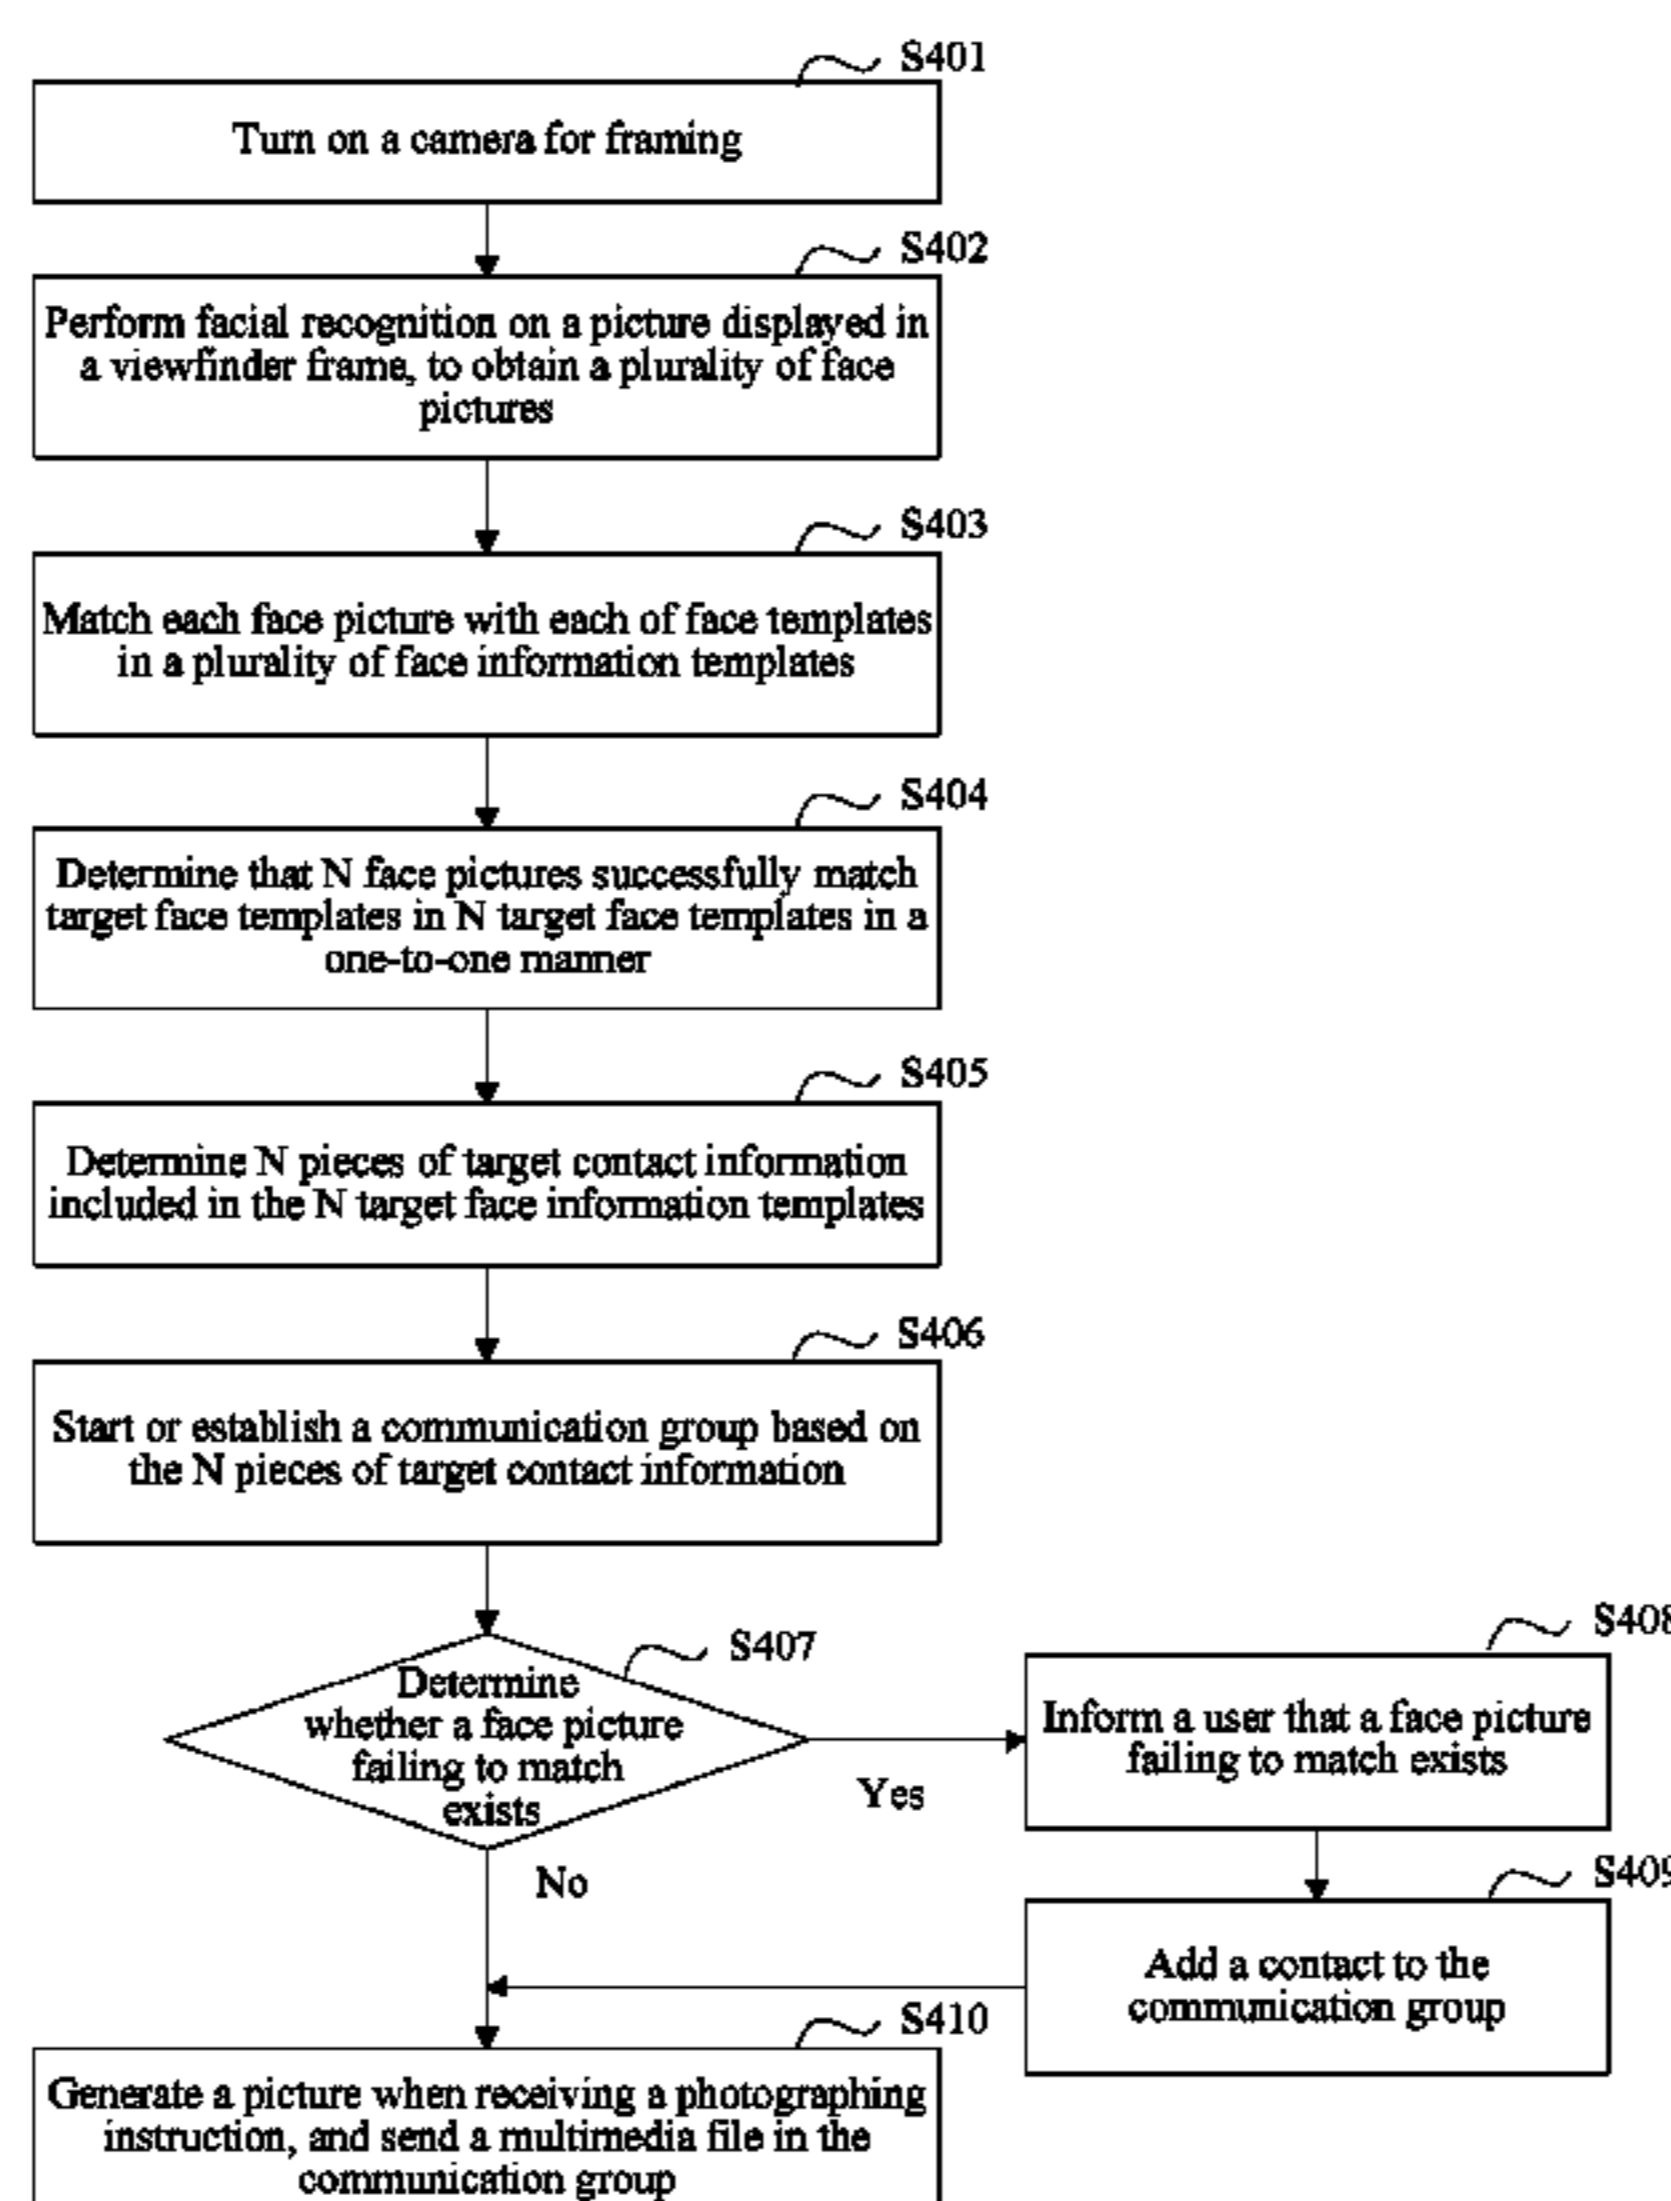 S401
Turn on a camera for framing
S402
Perform facial recognition on a picture displayed in
a viewfinder frame, to obtain a plurality of face
pictures
S403
Match each face picture with each of face templates
in a plurality of face information templates
S404
Determine that N face pictures successfully match
target face templates in N target face templates in a
one-to-one manner
S405
Determine N pieces of target contact information
included in the N target face information templates
S406
Start or establish a communication group based on
the N pieces of target contact information
S407
Determine
whether a face picture
failing to match
exists
Yes
No
S408
Inform a user that a face picture
failing to match exists
S409
Add a contact to the
communication group
S410
Generate a picture when receiving a photographing
instruction, and send a multimedia file in the
communication group